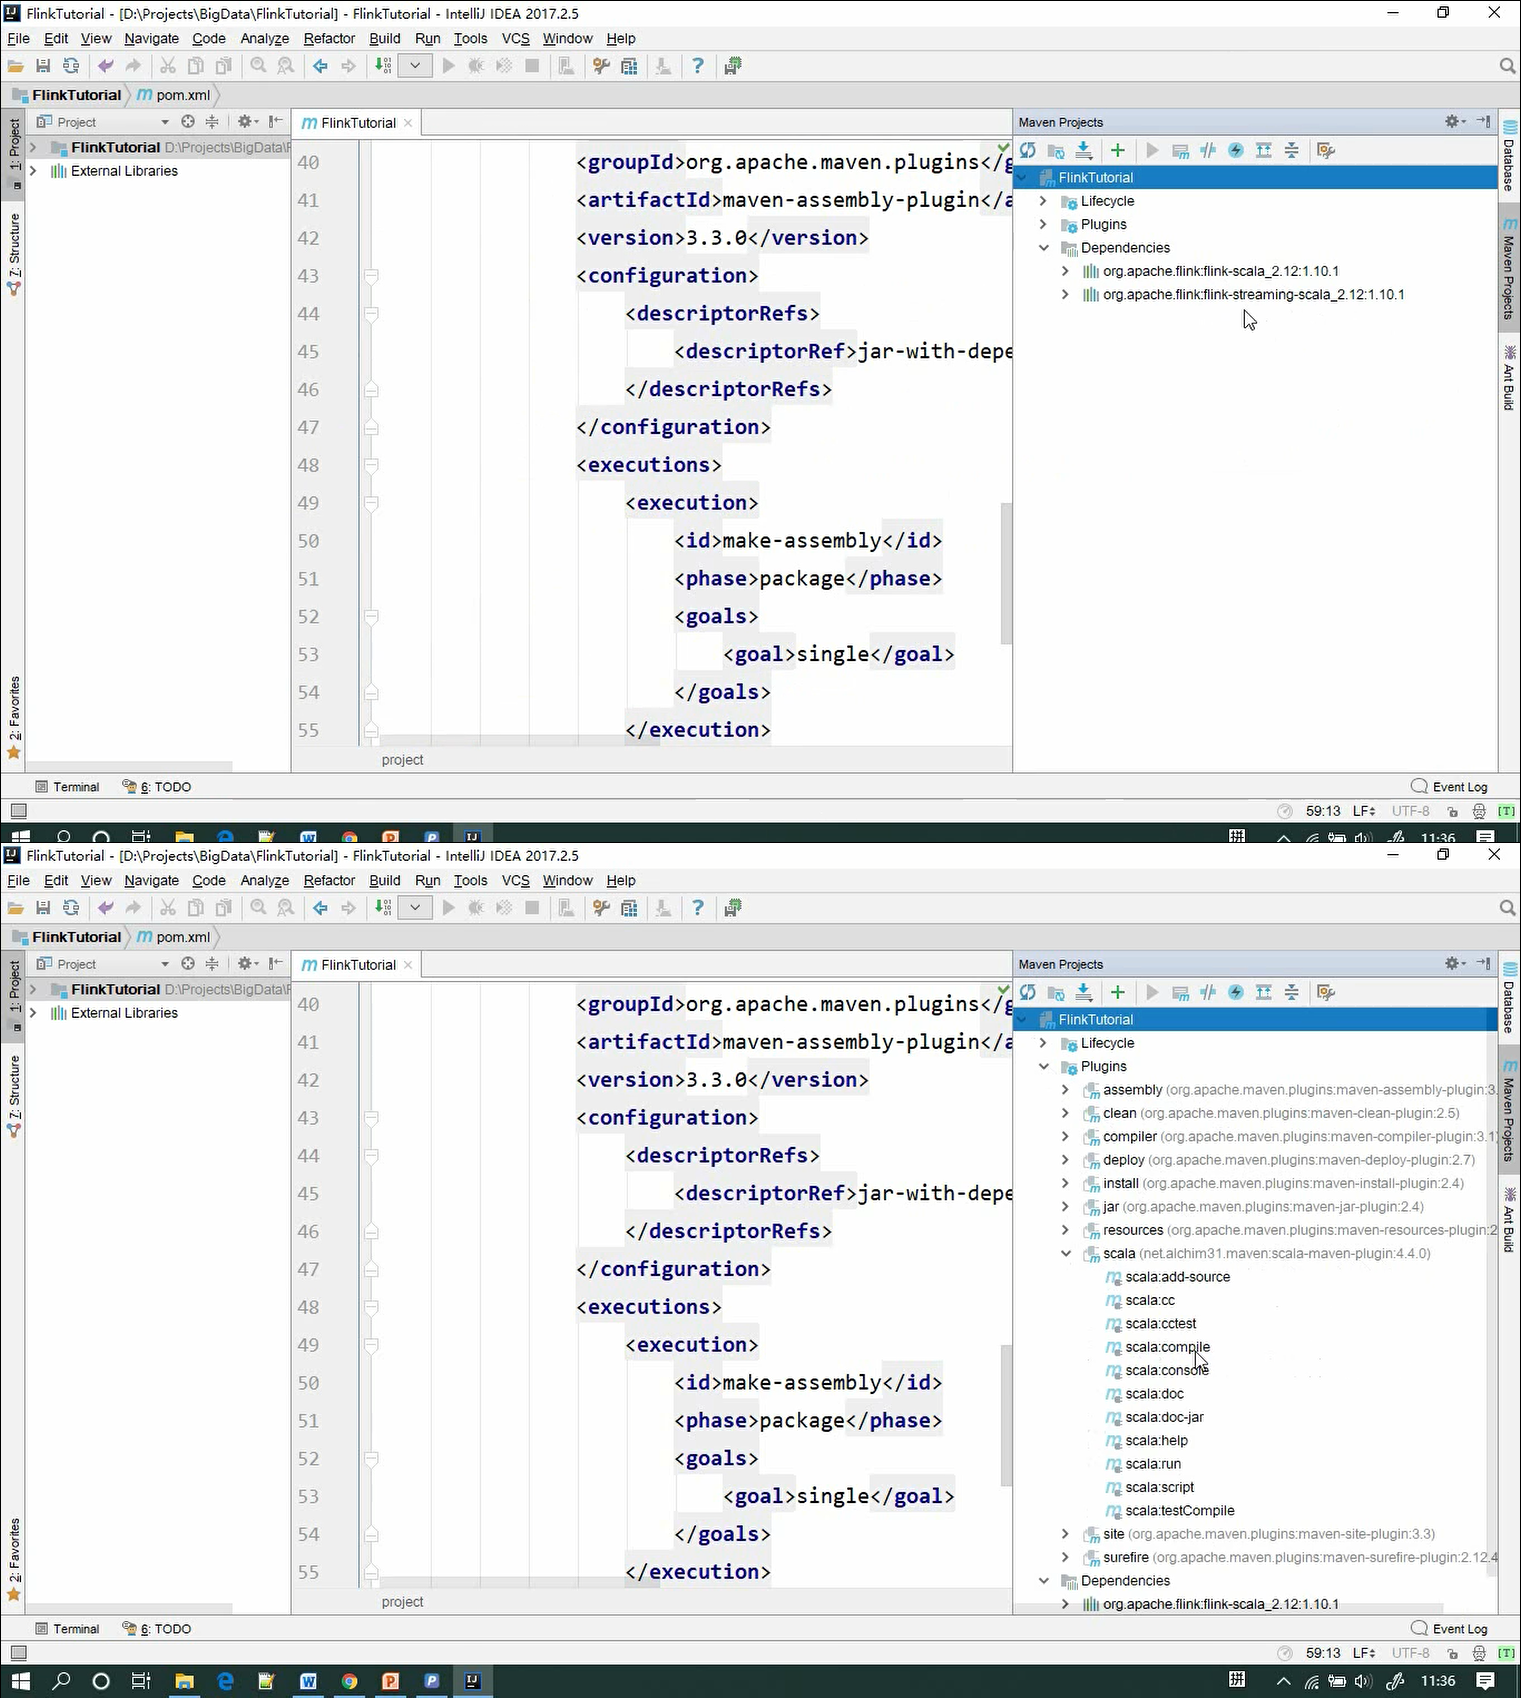 FlinkTutorial - [D:\Projects\BigData\FlinkTutorial] - FlinkTutorial - IntelliJ IDEA 2017.2.5
File Edit View Navigate Code Analyze Refactor Build Run Tools VCS Window Help
FlinkTutorial pom.xml
Project
FlinkTutorial
Maven Projects
1: Project
7: Structure
2: Favorites
FlinkTutorial D:\Projects\BigData\F
External Libraries
40 <groupId>org.apache.maven.plugins</g
41 <artifactId>maven-assembly-plugin</a
42 <version>3.3.0</version>
43 <configuration>
44 <descriptorRefs>
45 <descriptorRef>jar-with-depe
46 </descriptorRefs>
47 </configuration>
48 <executions>
49 <execution>
50 <id>make-assembly</id>
51 <phase>package</phase>
52 <goals>
53 <goal>single</goal>
54 </goals>
55 </execution>
project
FlinkTutorial
Lifecycle
Plugins
Dependencies
org.apache.flink:flink-scala_2.12:1.10.1
org.apache.flink:flink-streaming-scala_2.12:1.10.1
Database
Maven Projects
Ant Build
Terminal 6: TODO Event Log
59:13 LF UTF-8 [T]
拼 11:36
FlinkTutorial - [D:\Projects\BigData\FlinkTutorial] - FlinkTutorial - IntelliJ IDEA 2017.2.5
File Edit View Navigate Code Analyze Refactor Build Run Tools VCS Window Help
FlinkTutorial pom.xml
Project
FlinkTutorial
Maven Projects
1: Project
7: Structure
2: Favorites
FlinkTutorial D:\Projects\BigData\F
External Libraries
40 <groupId>org.apache.maven.plugins</g
41 <artifactId>maven-assembly-plugin</a
42 <version>3.3.0</version>
43 <configuration>
44 <descriptorRefs>
45 <descriptorRef>jar-with-depe
46 </descriptorRefs>
47 </configuration>
48 <executions>
49 <execution>
50 <id>make-assembly</id>
51 <phase>package</phase>
52 <goals>
53 <goal>single</goal>
54 </goals>
55 </execution>
project
FlinkTutorial
Lifecycle
Plugins
assembly (org.apache.maven.plugins:maven-assembly-plugin:3.
clean (org.apache.maven.plugins:maven-clean-plugin:2.5)
compiler (org.apache.maven.plugins:maven-compiler-plugin:3.1)
deploy (org.apache.maven.plugins:maven-deploy-plugin:2.7)
install (org.apache.maven.plugins:maven-install-plugin:2.4)
jar (org.apache.maven.plugins:maven-jar-plugin:2.4)
resources (org.apache.maven.plugins:maven-resources-plugin:2
scala (net.alchim31.maven:scala-maven-plugin:4.4.0)
scala:add-source
scala:cc
scala:cctest
scala:compile
scala:console
scala:doc
scala:doc-jar
scala:help
scala:run
scala:script
scala:testCompile
site (org.apache.maven.plugins:maven-site-plugin:3.3)
surefire (org.apache.maven.plugins:maven-surefire-plugin:2.12.4
Dependencies
org.apache.flink:flink-scala_2.12:1.10.1
Database
Maven Projects
Ant Build
Terminal 6: TODO Event Log
59:13 LF UTF-8 [T]
拼 11:36